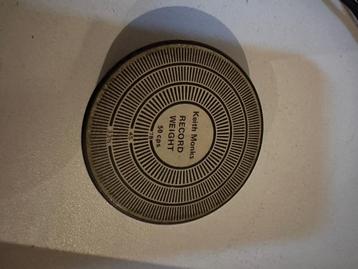 Keith Monks
RECORD
WEIGHT
50 cps